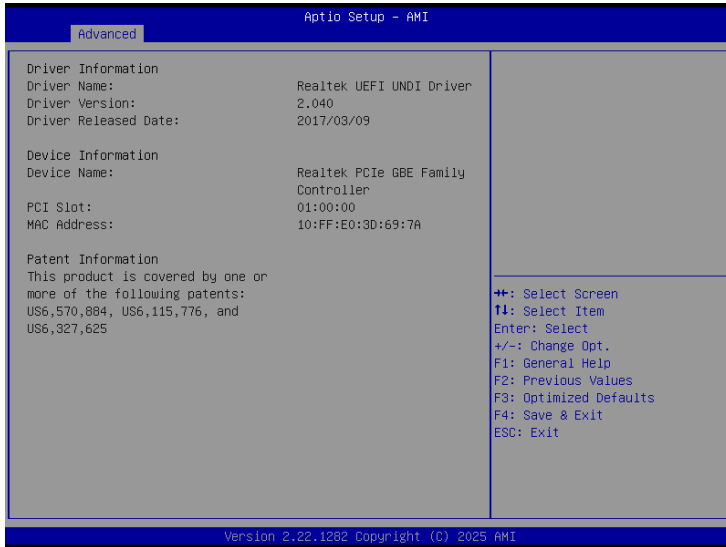 Aptio Setup - AMI
Advanced
Driver Information
Driver Name: Realtek UEFI UNDI Driver
Driver Version: 2.040
Driver Released Date: 2017/03/09
Device Information
Device Name: Realtek PCIe GBE Family
Controller
PCI Slot: 01:00:00
MAC Address: 10:FF:E0:3D:69:7A
Patent Information
This product is covered by one or
more of the following patents:
US6,570,884, US6,115,776, and
US6,327,625
→←: Select Screen
↑↓: Select Item
Enter: Select
+/-: Change Opt.
F1: General Help
F2: Previous Values
F3: Optimized Defaults
F4: Save & Exit
ESC: Exit
Version 2.22.1282 Copyright (C) 2025 AMI